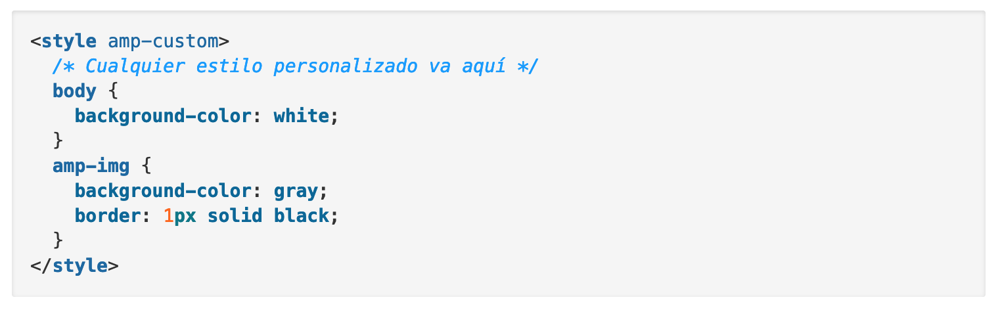 <style amp-custom>
  /* Cualquier estilo personalizado va aquí */
  body {
    background-color: white;
  }
  amp-img {
    background-color: gray;
    border: 1px solid black;
  }
</style>